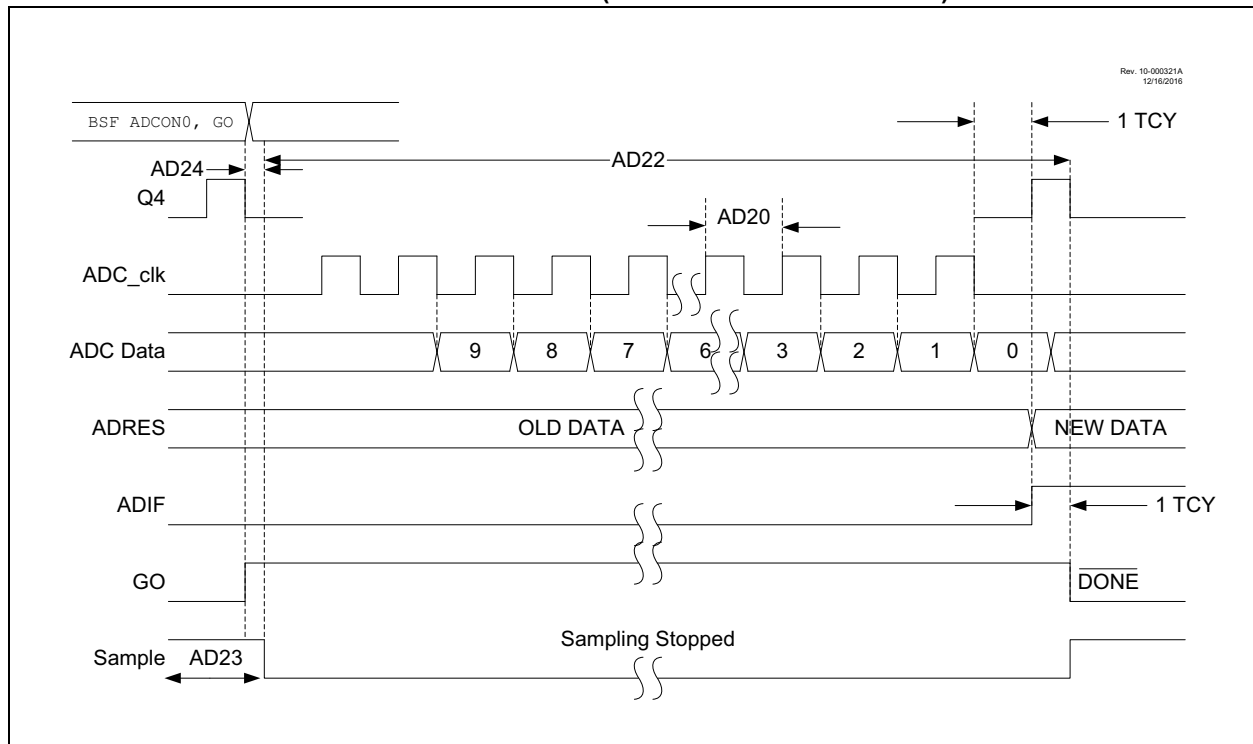 Rev. 10-000321A
12/16/2016
BSF ADCON0, GO
1 TCY
AD24
AD22
Q4
AD20
ADC_clk
ADC Data 9 8 7 6 3 2 1 0
ADRES OLD DATA NEW DATA
ADIF 1 TCY
GO DONE
Sampling Stopped
Sample AD23